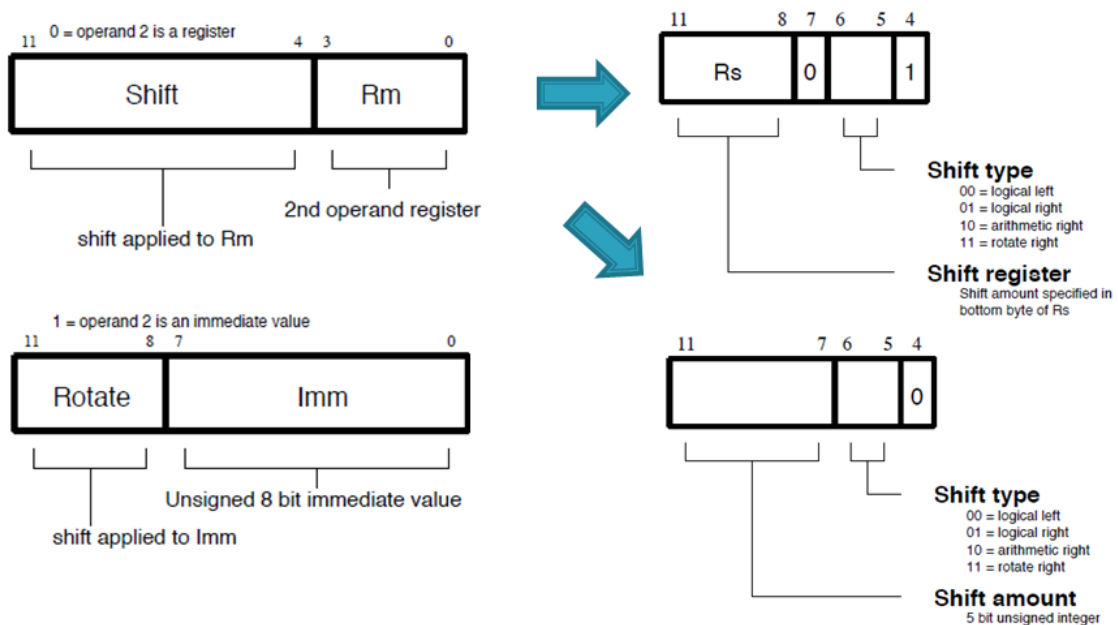 0 = operand 2 is a register
11 4 3 0
Shift Rm
shift applied to Rm
2nd operand register
11 8 7 6 5 4
Rs 0 1
Shift type
00 = logical left
01 = logical right
10 = arithmetic right
11 = rotate right
Shift register
Shift amount specified in
bottom byte of Rs
1 = operand 2 is an immediate value
11 8 7 0
Rotate Imm
Unsigned 8 bit immediate value
shift applied to Imm
11 7 6 5 4
0
Shift type
00 = logical left
01 = logical right
10 = arithmetic right
11 = rotate right
Shift amount
5 bit unsigned integer